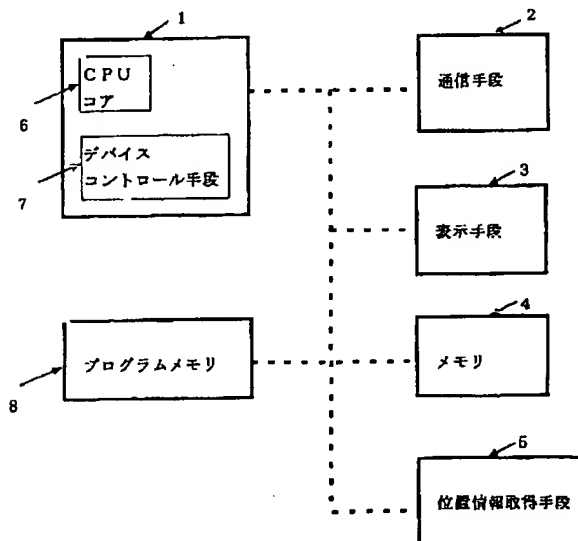 1
CPU
コア
6
デバイス
コントロール手段
7
プログラムメモリ
8
2
通信手段
3
表示手段
4
メモリ
5
位置情報取得手段